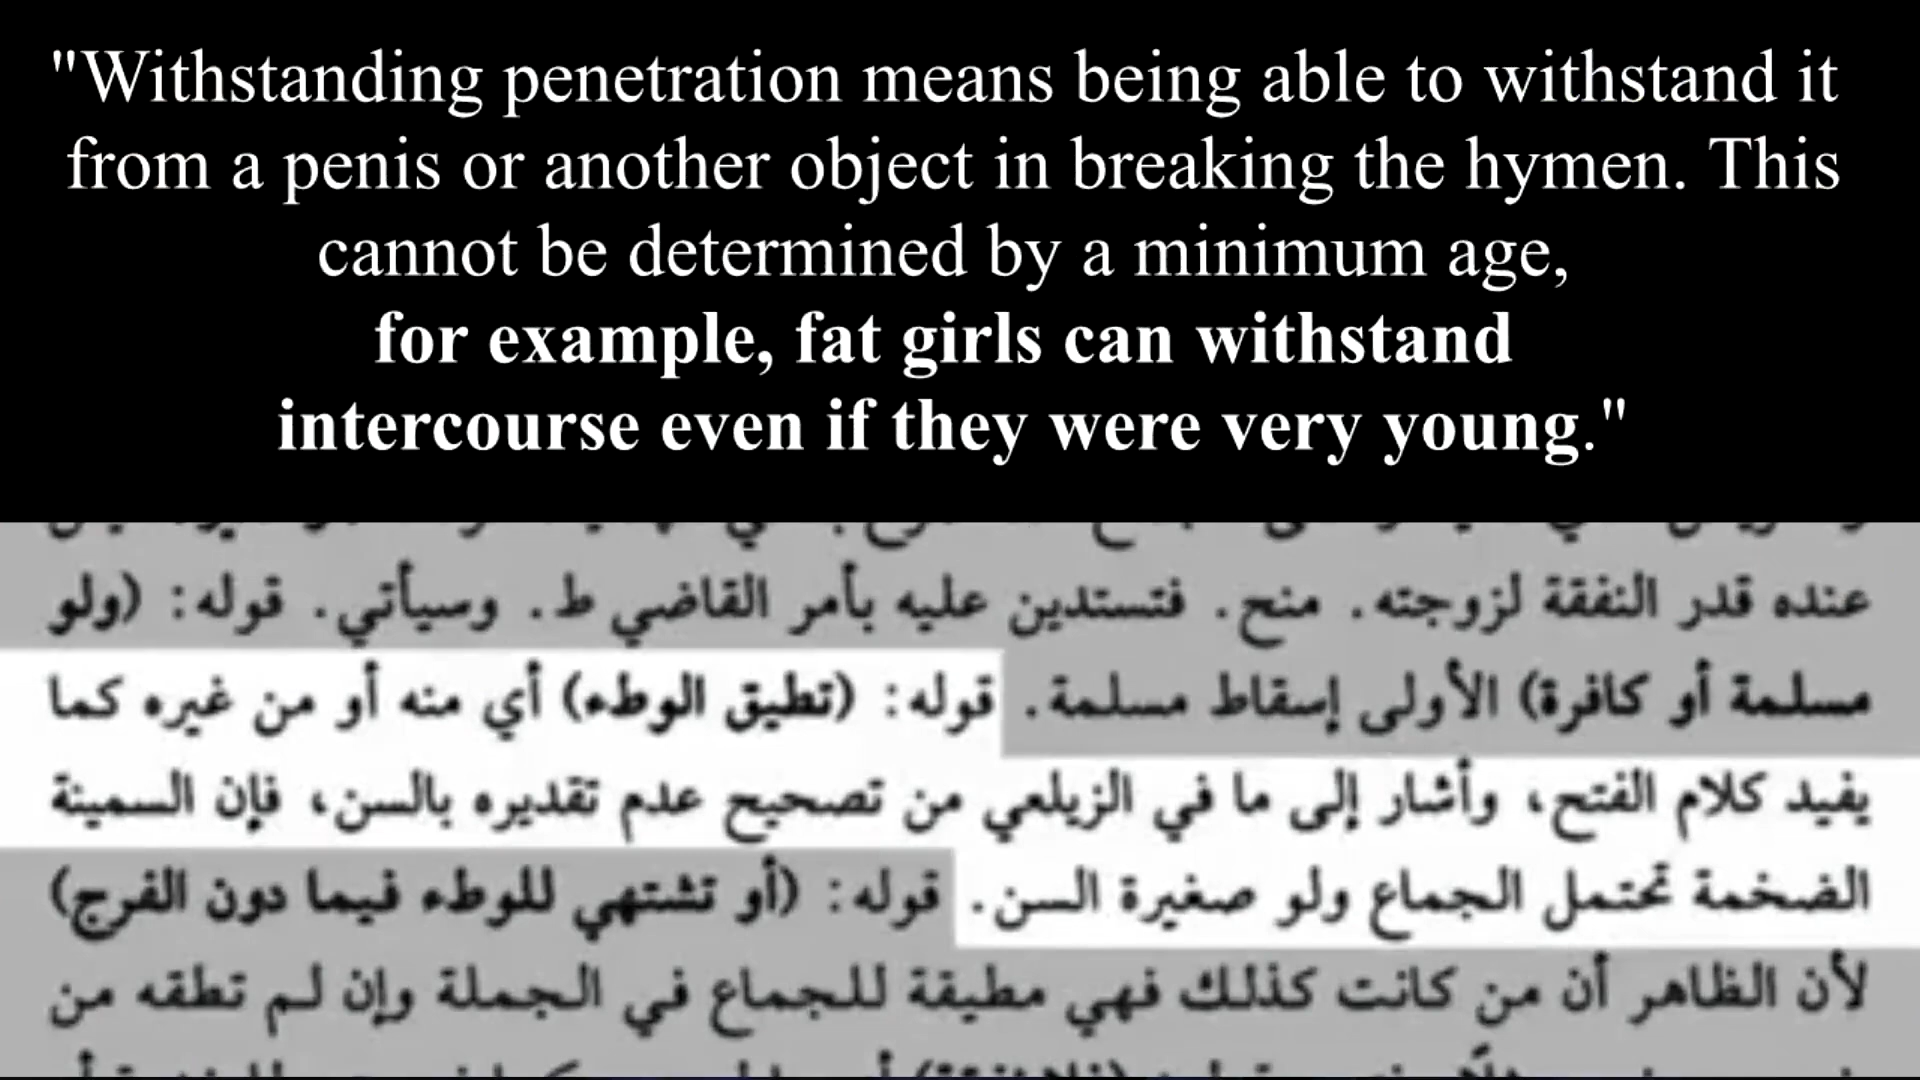 "Withstanding penetration means being able to withstand it
from a penis or another object in breaking the hymen. This
cannot be determined by a minimum age,
for example, fat girls can withstand
intercourse even if they were very young."
عنده قدر النفقة لزوجته. منح. فتستدين عليه بأمر القاضي ط. وسيأتي. قوله: (ولو
مسلمة أو كافرة) الأولى إسقاط مسلمة. قوله: (تطيق الوطء) أي منه أو من غيره كما
يفيد كلام الفتح، وأشار إلى ما في الزيلعي من تصحيح عدم تقديره بالسن، فإن السمينة
الضخمة تحتمل الجماع ولو صغيرة السن. قوله: (أو تشتهي للوطء فيما دون الفرج)
لأن الظاهر أن من كانت كذلك فهي مطيقة للجماع في الجملة وإن لم تطقه من